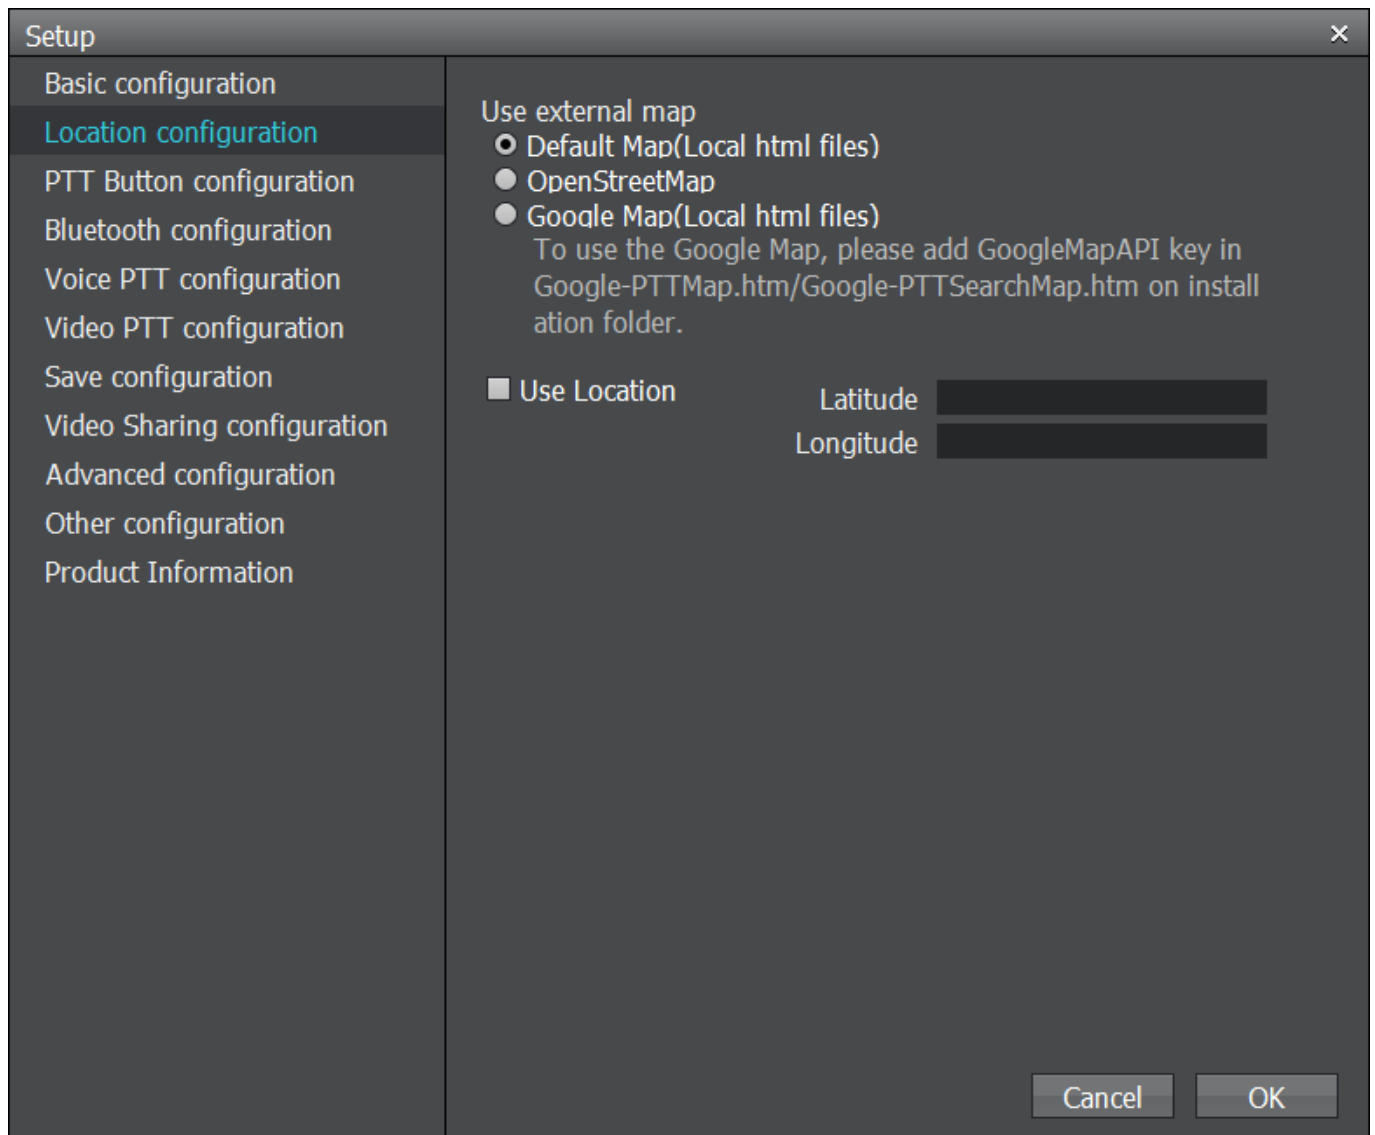 Setup
Basic configuration
Location configuration
PTT Button configuration
Bluetooth configuration
Voice PTT configuration
Video PTT configuration
Save configuration
Video Sharing configuration
Advanced configuration
Other configuration
Product Information
Use external map
Default Map(Local html files)
OpenStreetMap
Google Map(Local html files)
To use the Google Map, please add GoogleMapAPI key in
Google-PTTMap.htm/Google-PTTSearchMap.htm on install
ation folder.
Use Location
Latitude
Longitude
Cancel
OK